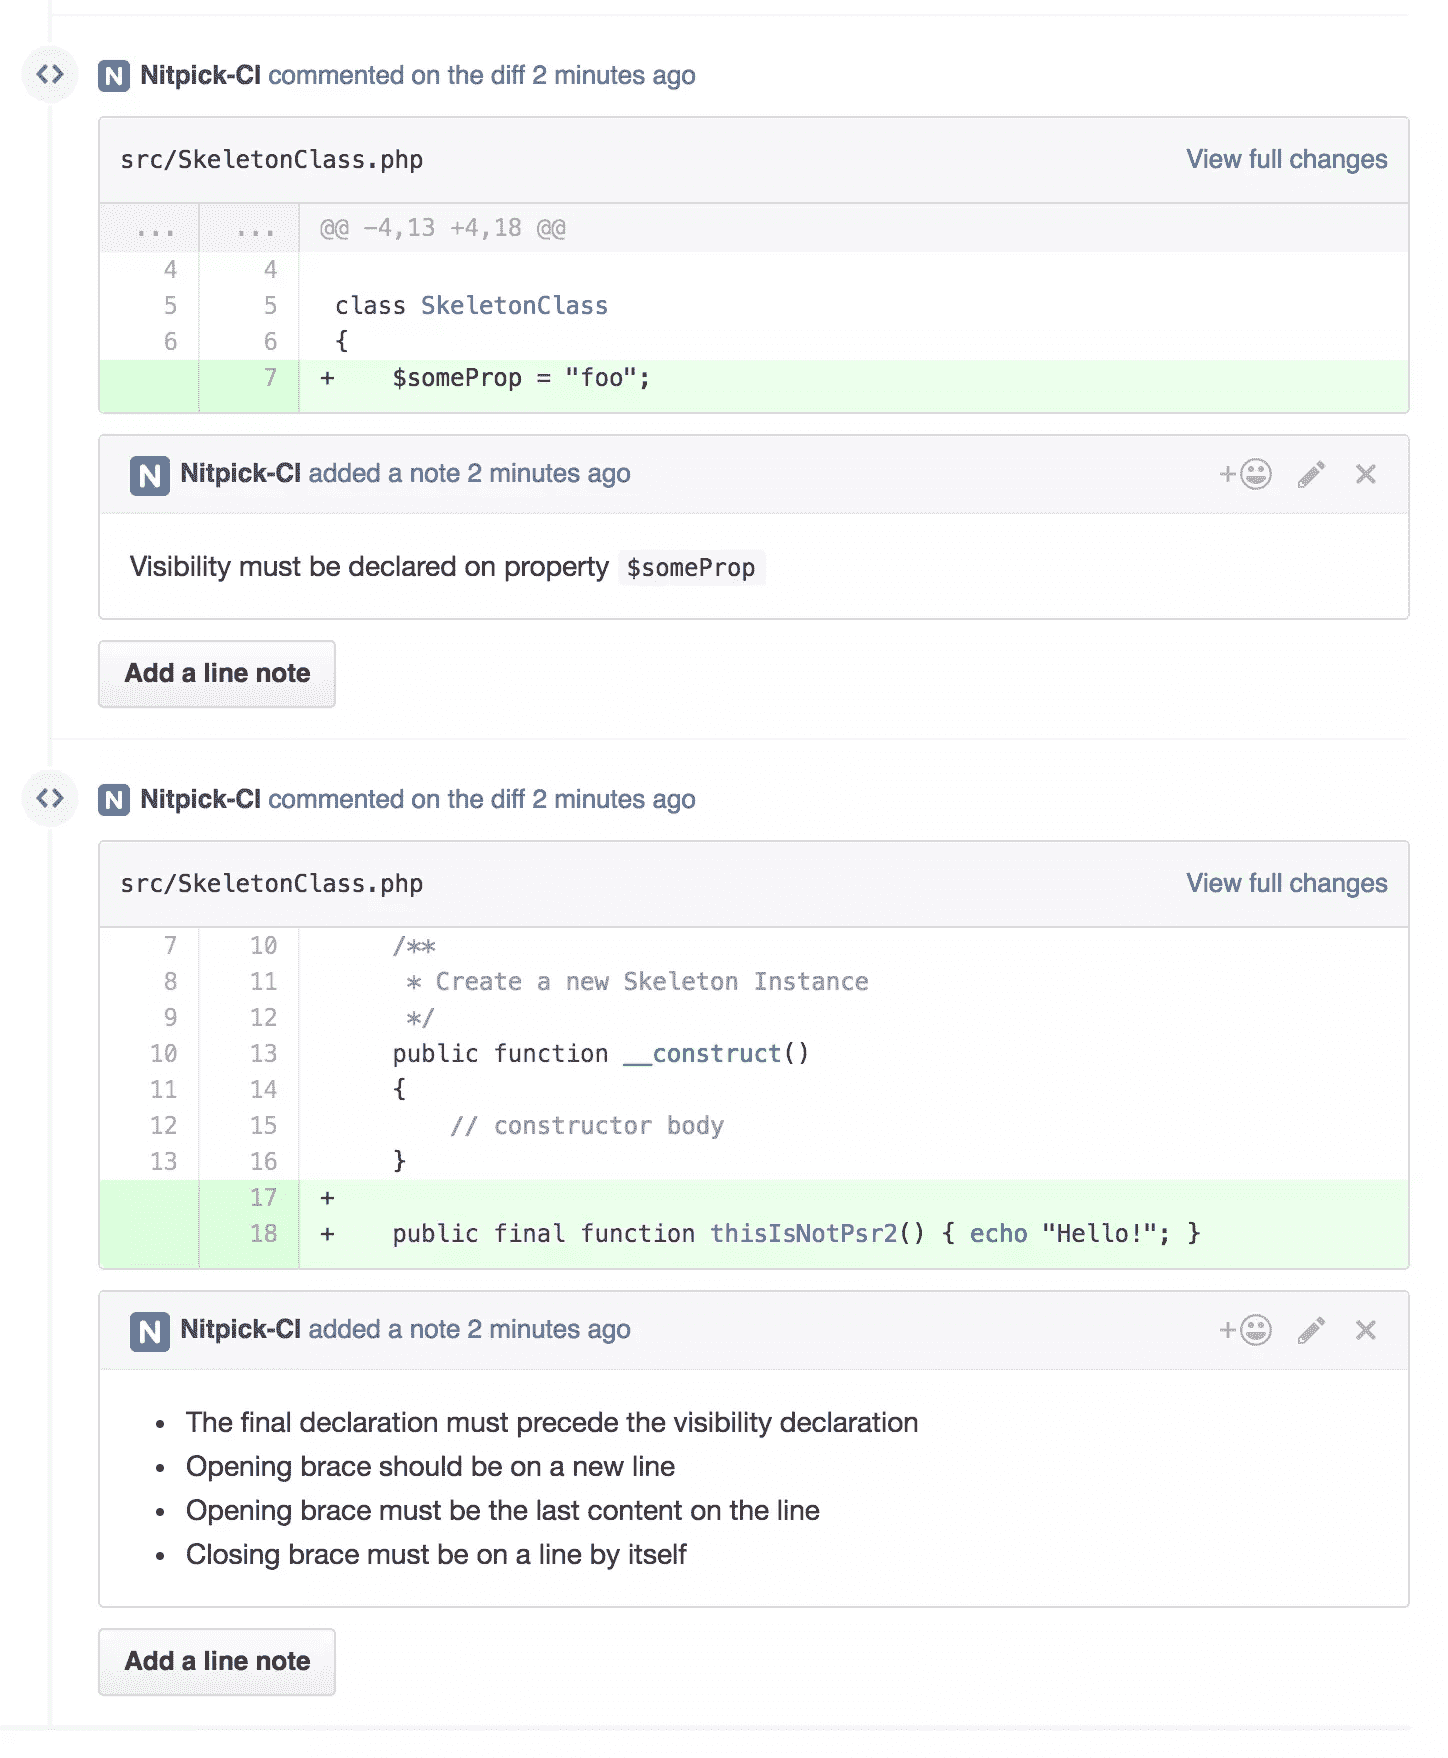 <> N Nitpick-CI commented on the diff 2 minutes ago
src/SkeletonClass.php View full changes
... ... @@ -4,13 +4,18 @@
4 4
5 5 class SkeletonClass
6 6 {
7 + $someProp = "foo";
N Nitpick-CI added a note 2 minutes ago +
Visibility must be declared on property $someProp
Add a line note
<> N Nitpick-CI commented on the diff 2 minutes ago
src/SkeletonClass.php View full changes
7 10 /**
8 11 * Create a new Skeleton Instance
9 12 */
10 13 public function __construct()
11 14 {
12 15 // constructor body
13 16 }
17 +
18 + public final function thisIsNotPsr2() { echo "Hello!"; }
N Nitpick-CI added a note 2 minutes ago +
• The final declaration must precede the visibility declaration
• Opening brace should be on a new line
• Opening brace must be the last content on the line
• Closing brace must be on a line by itself
Add a line note